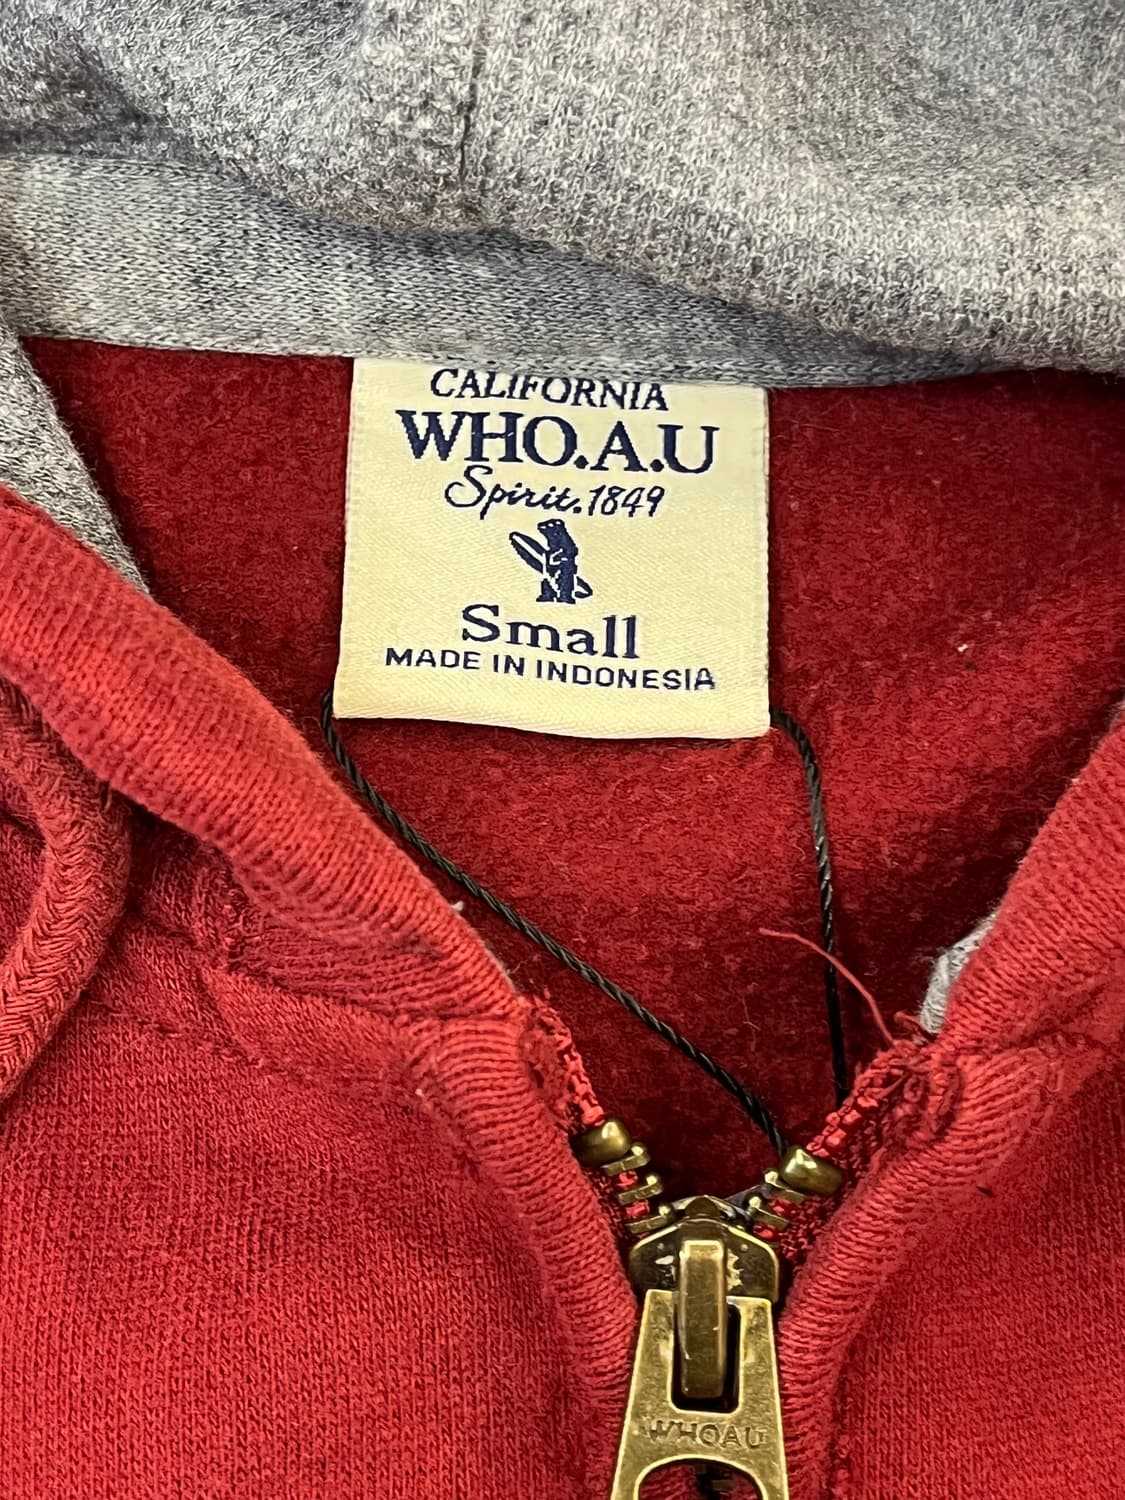 CALIFORNIA
WHO.A.U
Spirit.1849
Small
MADE IN INDONESIA
WHOAU